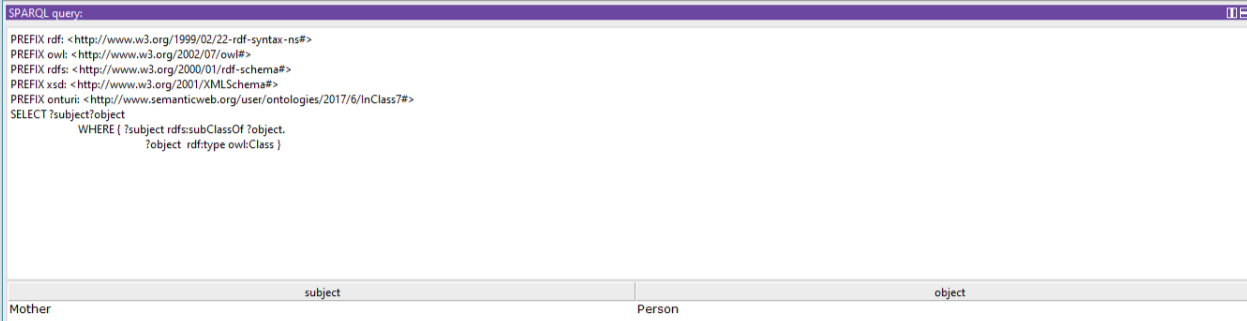 SPARQL query:
PREFIX rdf: <http://www.w3.org/1999/02/22-rdf-syntax-ns#>
PREFIX owl: <http://www.w3.org/2002/07/owl#>
PREFIX rdfs: <http://www.w3.org/2000/01/rdf-schema#>
PREFIX xsd: <http://www.w3.org/2001/XMLSchema#>
PREFIX onturi: <http://www.semanticweb.org/user/ontologies/2017/6/InClass7#>
SELECT ?subject?object
WHERE { ?subject rdfs:subClassOf ?object.
?object rdf:type owl:Class }
subject object
Mother Person